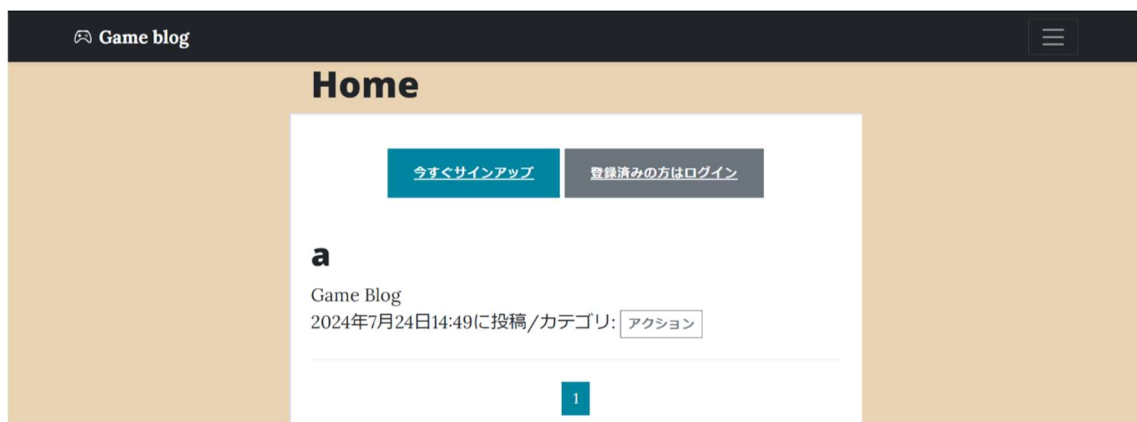 Game blog
Home
今すぐサインアップ 登録済みの方はログイン
a
Game Blog
2024年7月24日14:49に投稿/カテゴリ: アクション
1